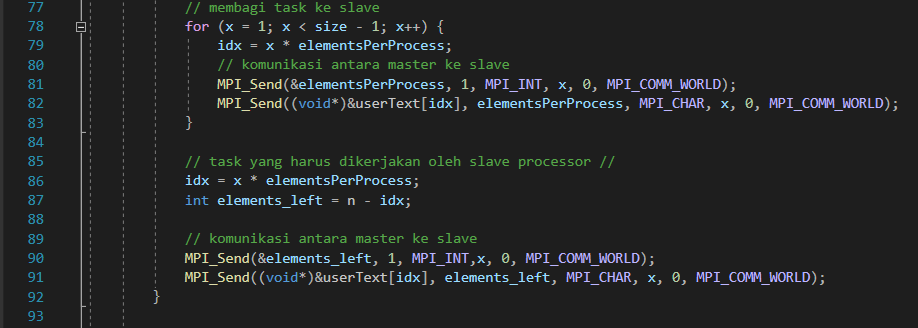 77 // membagi task ke slave
78 for (x = 1; x < size - 1; x++) {
79 idx = x * elementsPerProcess;
80 // komunikasi antara master ke slave
81 MPI_Send(&elementsPerProcess, 1, MPI_INT, x, 0, MPI_COMM_WORLD);
82 MPI_Send((void*)&userText[idx], elementsPerProcess, MPI_CHAR, x, 0, MPI_COMM_WORLD);
83 }
84
85 // task yang harus dikerjakan oleh slave processor //
86 idx = x * elementsPerProcess;
87 int elements_left = n - idx;
88
89 // komunikasi antara master ke slave
90 MPI_Send(&elements_left, 1, MPI_INT,x, 0, MPI_COMM_WORLD);
91 MPI_Send((void*)&userText[idx], elements_left, MPI_CHAR, x, 0, MPI_COMM_WORLD);
92 }
93